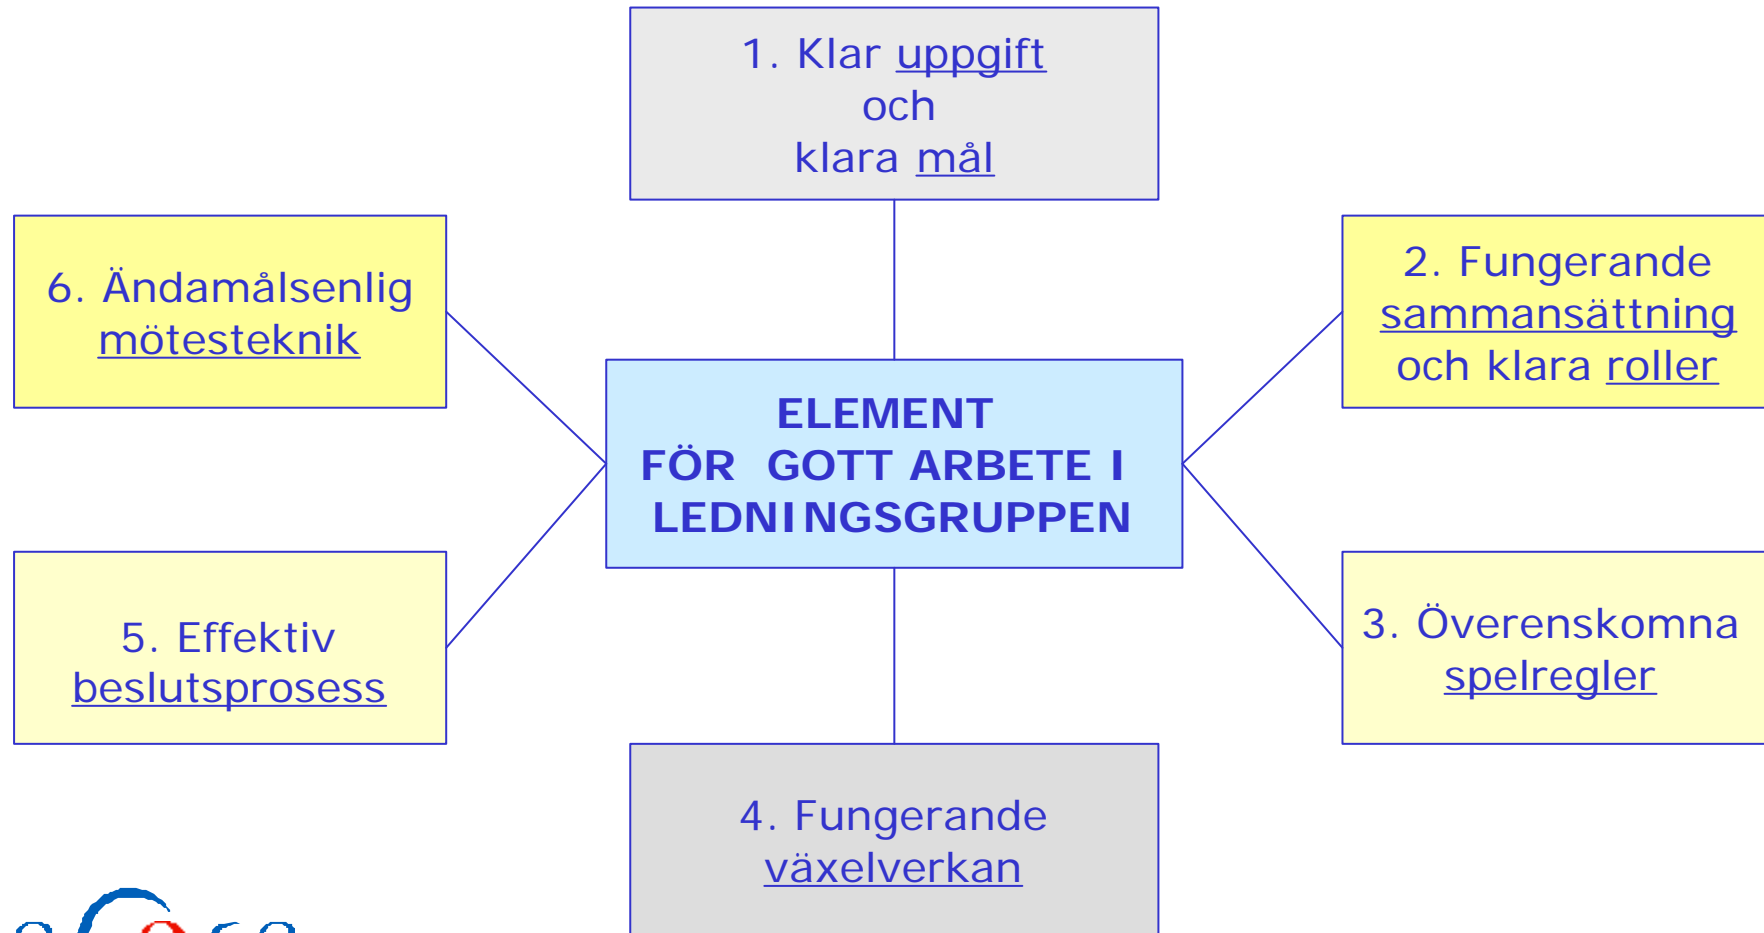 1. Klar uppgift
och
klara mål
2. Fungerande
sammansättning
och klara roller
3. Överenskomna
spelregler
4. Fungerande
växelverkan
5. Effektiv
beslutsprosess
6. Ändamålsenlig
mötesteknik
ELEMENT
FÖR GOTT ARBETE I
LEDNINGSGRUPPEN